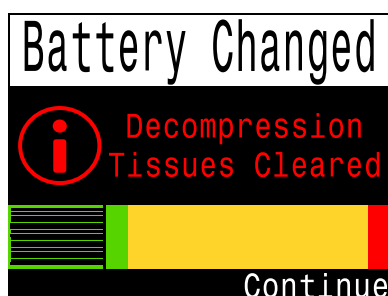 Battery Changed
Decompression
Tissues Cleared
Continue